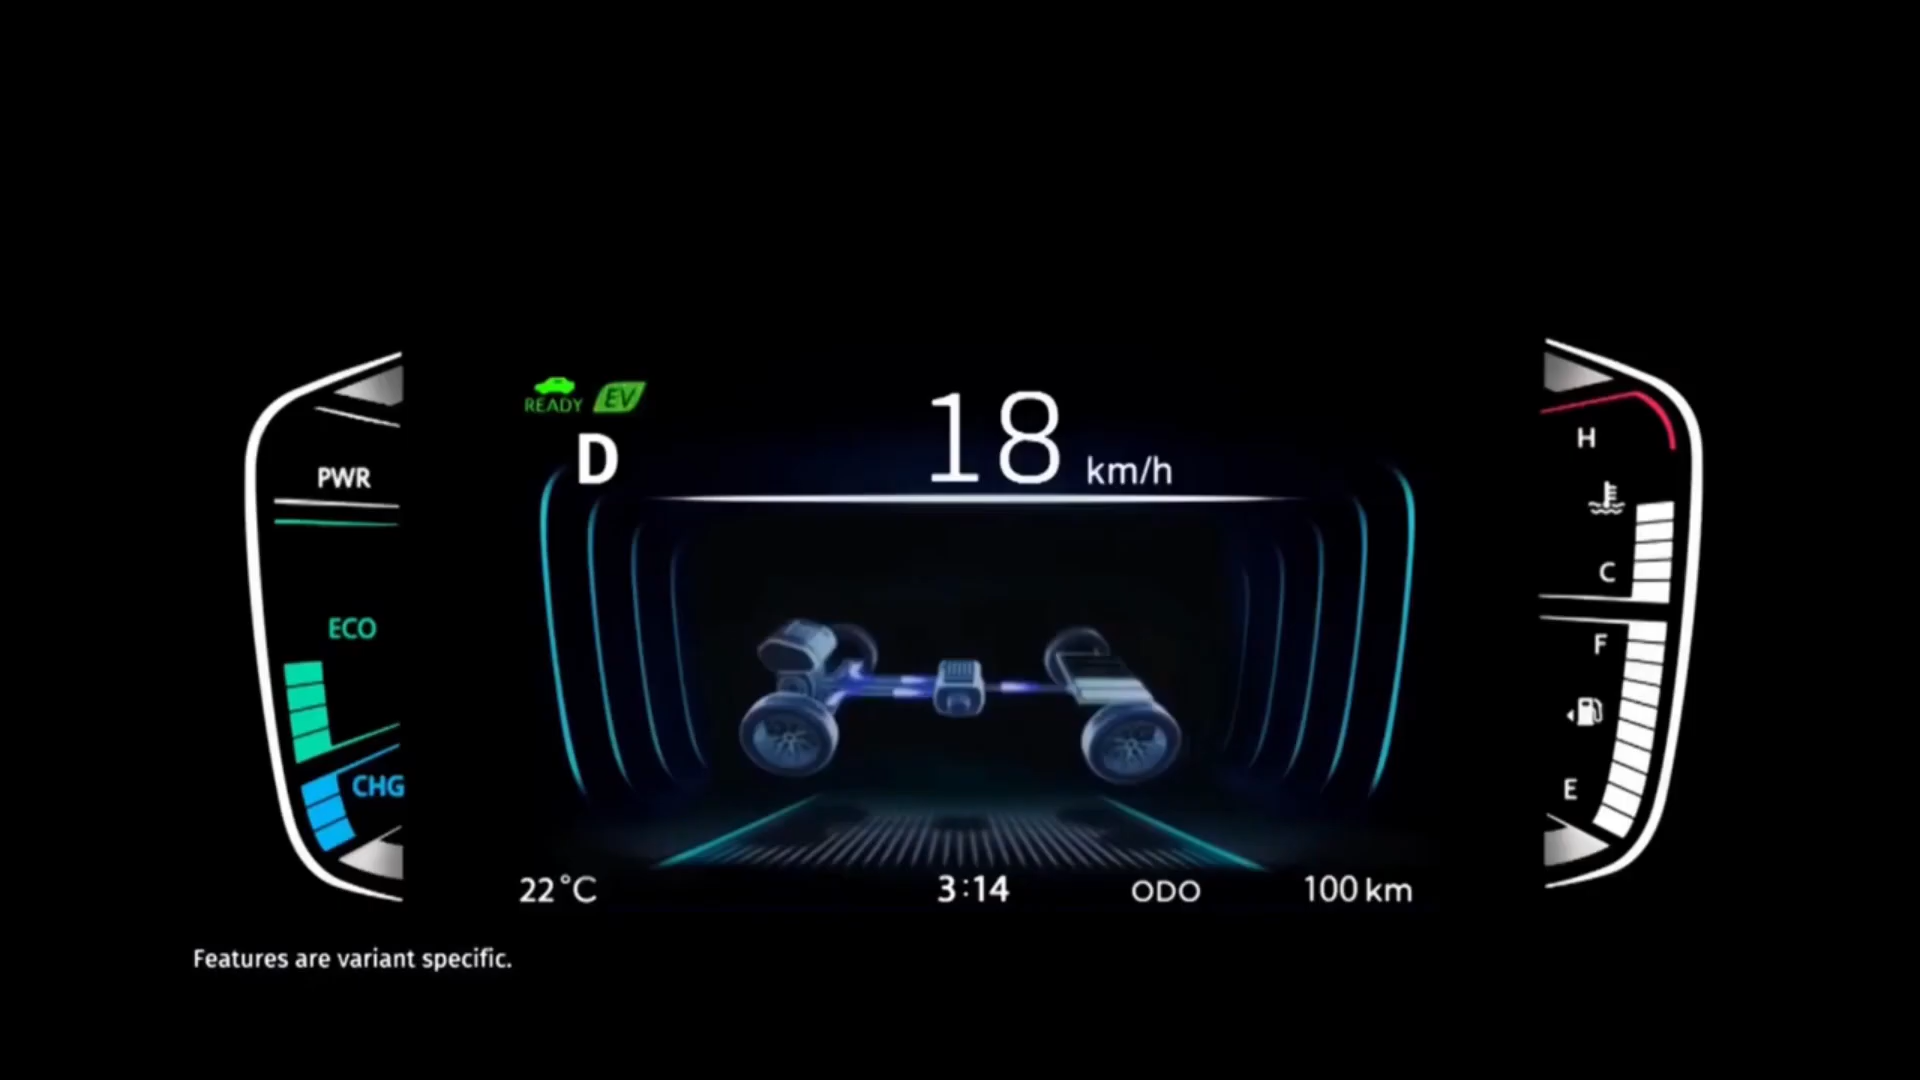 READY EV
D
18 km/h
PWR
ECO
CHG
H
C
F
E
22°C
3:14
ODO
100 km
Features are variant specific.